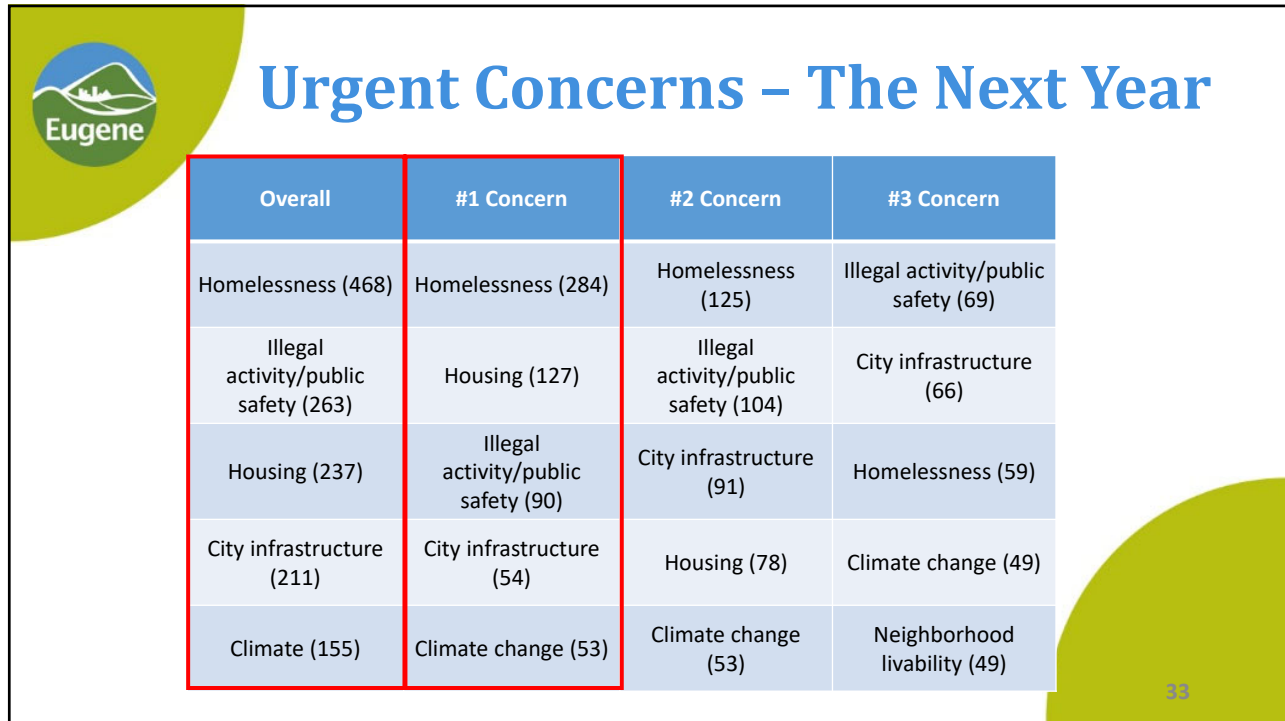 Eugene
Urgent Concerns – The Next Year
Overall
#1 Concern
#2 Concern
#3 Concern
Homelessness (468)
Homelessness (284)
Homelessness
(125)
Illegal activity/public
safety (69)
Illegal
activity/public
safety (263)
Housing (127)
Illegal
activity/public
safety (104)
City infrastructure
(66)
Housing (237)
Illegal
activity/public
safety (90)
City infrastructure
(91)
Homelessness (59)
City infrastructure
(211)
City infrastructure
(54)
Housing (78)
Climate change (49)
Climate (155)
Climate change (53)
Climate change
(53)
Neighborhood
livability (49)
33